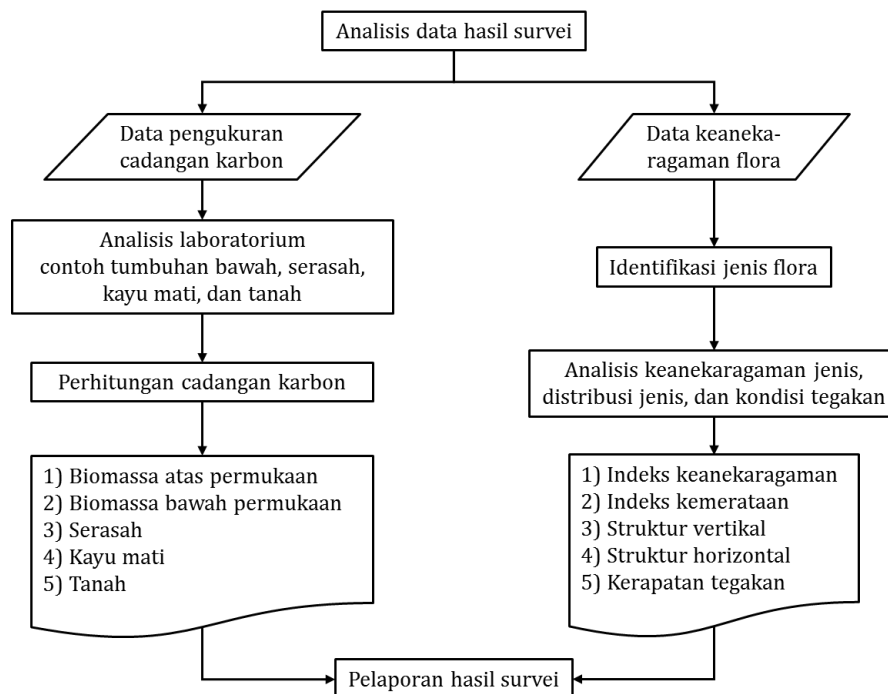 Analisis data hasil survei
Data pengukuran
cadangan karbon
Analisis laboratorium
contoh tumbuhan bawah, serasah,
kayu mati, dan tanah
Perhitungan cadangan karbon
1) Biomassa atas permukaan
2) Biomassa bawah permukaan
3) Serasah
4) Kayu mati
5) Tanah
Data keaneka-
ragaman flora
Identifikasi jenis flora
Analisis keanekaragaman jenis,
distribusi jenis, dan kondisi tegakan
1) Indeks keanekaragaman
2) Indeks kemerataan
3) Struktur vertikal
4) Struktur horizontal
5) Kerapatan tegakan
Pelaporan hasil survei